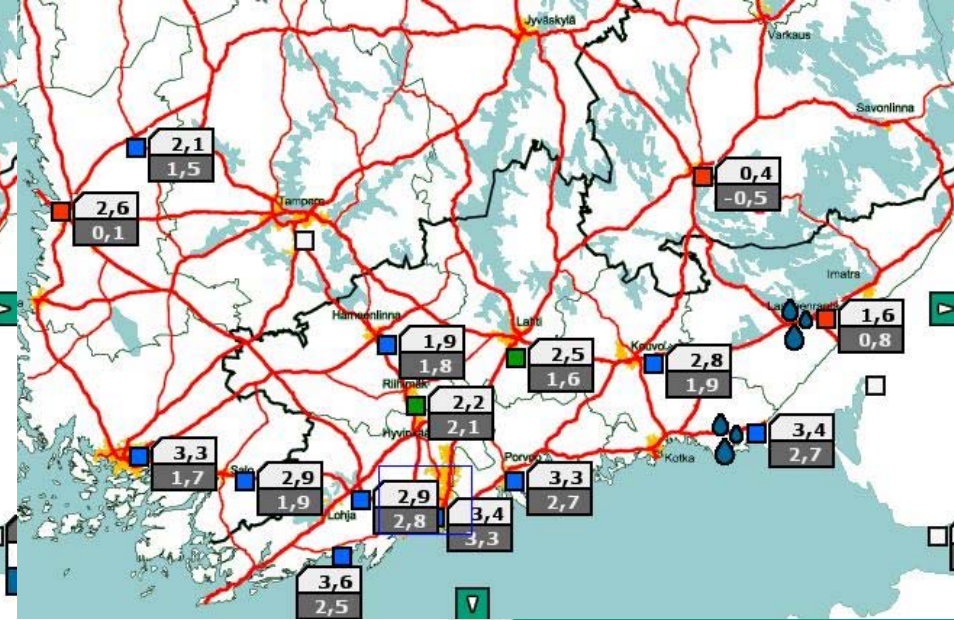 Jyväskylä
Varkaus
Savonlinna
2,1
1,5
0,4
-0,5
Tampere
2,6
0,1
Imatra
Hämeenlinna
Lahti
1,6
0,8
1,9
1,8
2,5
1,6
2,8
1,9
2,2
2,1
3,4
2,7
Kotka
3,3
1,7
Salo
2,9
1,9
Porvoo
3,3
2,7
Lohja
2,9
2,8
3,4
3,3
3,6
2,5